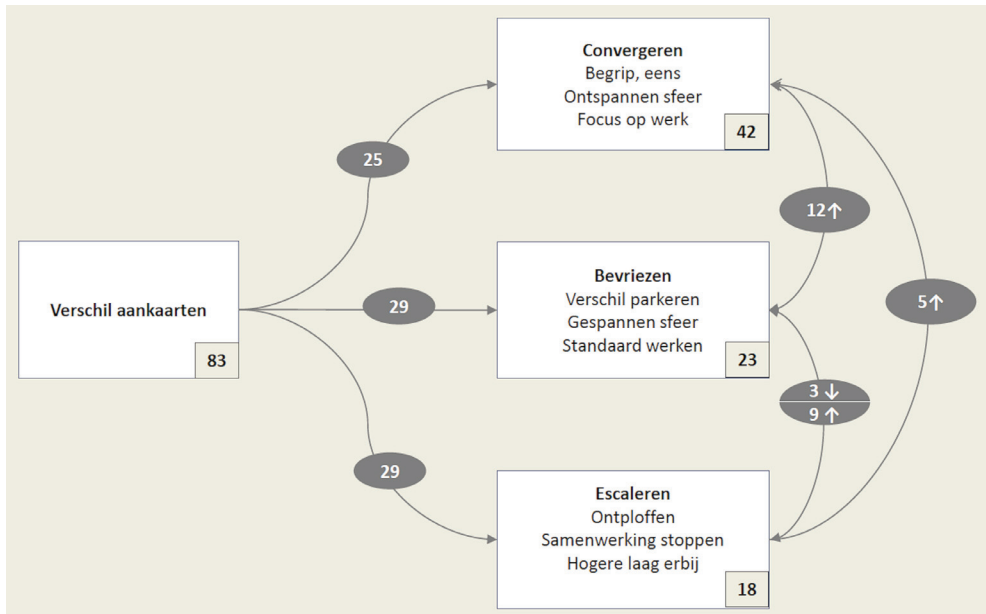 Convergeren
Begrip, eens
Ontspannen sfeer
Focus op werk
42
25
12↑
Verschil aankaarten
83
29
Bevriezen
Verschil parkeren
Gespannen sfeer
Standaard werken
23
5↑
3 ↓
9 ↑
29
Escaleren
Ontploffen
Samenwerking stoppen
Hogere laag erbij
18